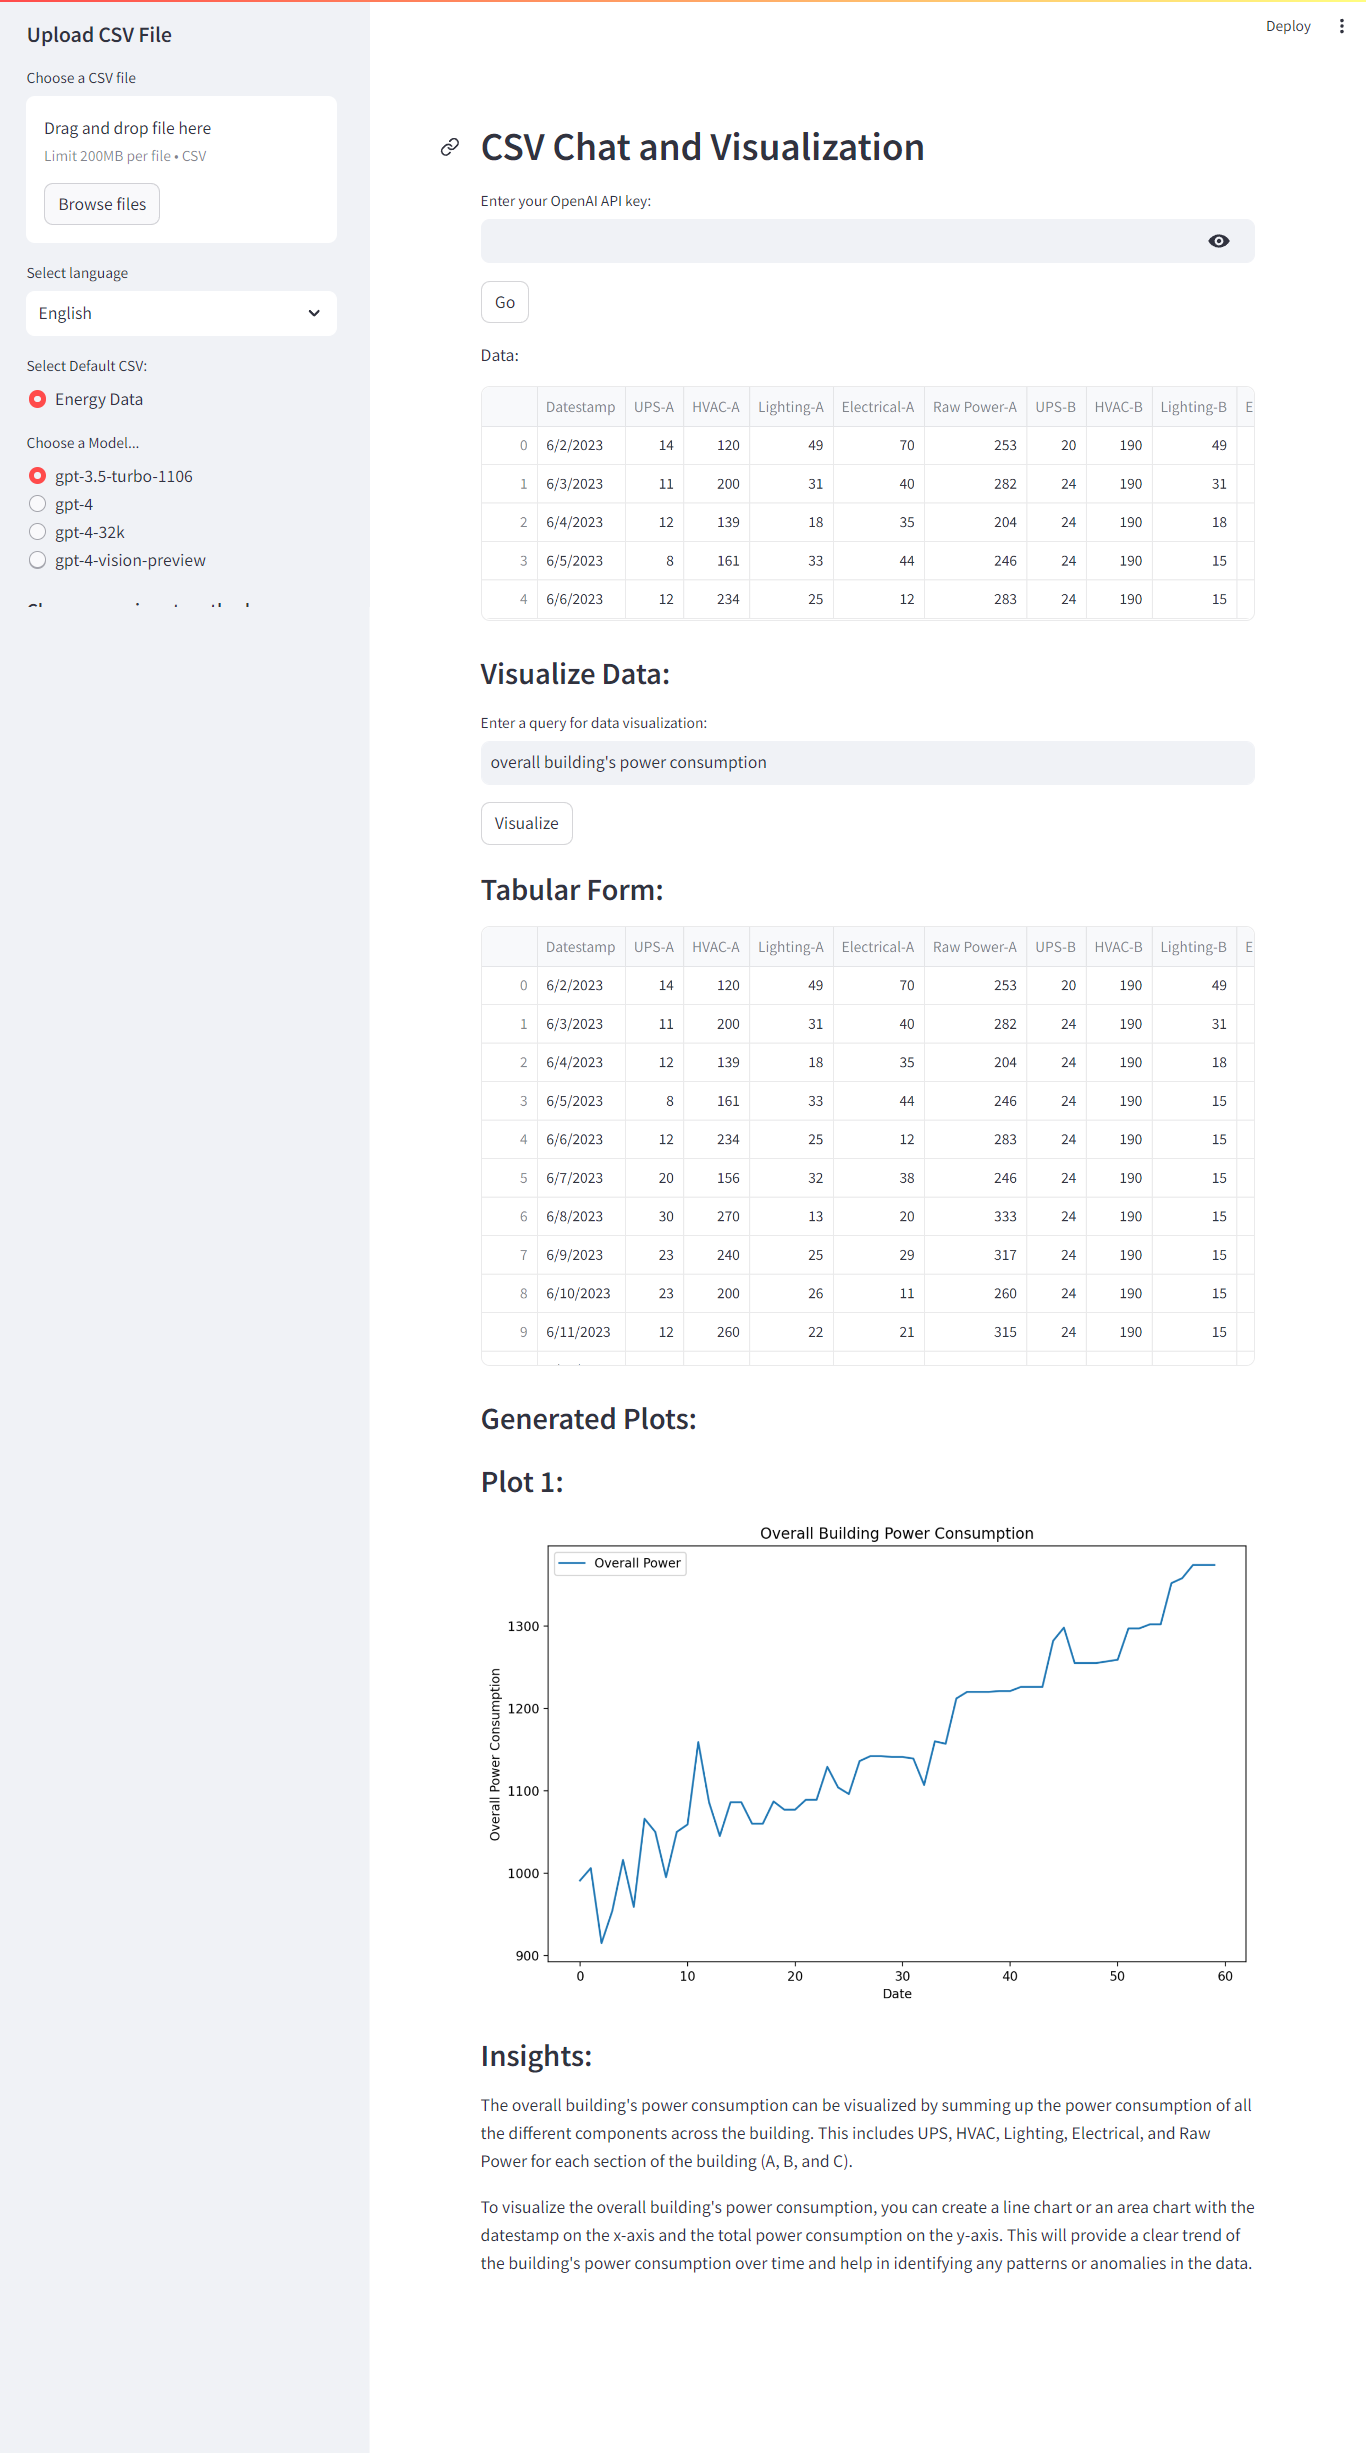 Upload CSV File
Choose a CSV file
Drag and drop file here
Limit 200MB per file • CSV
Browse files
Select language
English
Select Default CSV:
Energy Data
Choose a Model...
gpt-3.5-turbo-1106
gpt-4
gpt-4-32k
gpt-4-vision-preview
Deploy
CSV Chat and Visualization
Enter your OpenAI API key:
Go
Data:
Datestamp UPS-A HVAC-A Lighting-A Electrical-A Raw Power-A UPS-B HVAC-B Lighting-B E
0 6/2/2023 14 120 49 70 253 20 190 49
1 6/3/2023 11 200 31 40 282 24 190 31
2 6/4/2023 12 139 18 35 204 24 190 18
3 6/5/2023 8 161 33 44 246 24 190 15
4 6/6/2023 12 234 25 12 283 24 190 15
Visualize Data:
Enter a query for data visualization:
overall building's power consumption
Visualize
Tabular Form:
Datestamp UPS-A HVAC-A Lighting-A Electrical-A Raw Power-A UPS-B HVAC-B Lighting-B E
0 6/2/2023 14 120 49 70 253 20 190 49
1 6/3/2023 11 200 31 40 282 24 190 31
2 6/4/2023 12 139 18 35 204 24 190 18
3 6/5/2023 8 161 33 44 246 24 190 15
4 6/6/2023 12 234 25 12 283 24 190 15
5 6/7/2023 20 156 32 38 246 24 190 15
6 6/8/2023 30 270 13 20 333 24 190 15
7 6/9/2023 23 240 25 29 317 24 190 15
8 6/10/2023 23 200 26 11 260 24 190 15
9 6/11/2023 12 260 22 21 315 24 190 15
Generated Plots:
Plot 1:
Overall Building Power Consumption
Overall Power
Overall Power Consumption
1300
1200
1100
1000
900
0 10 20 30 40 50 60
Date
Insights:
The overall building's power consumption can be visualized by summing up the power consumption of all
the different components across the building. This includes UPS, HVAC, Lighting, Electrical, and Raw
Power for each section of the building (A, B, and C).
To visualize the overall building's power consumption, you can create a line chart or an area chart with the
datestamp on the x-axis and the total power consumption on the y-axis. This will provide a clear trend of
the building's power consumption over time and help in identifying any patterns or anomalies in the data.